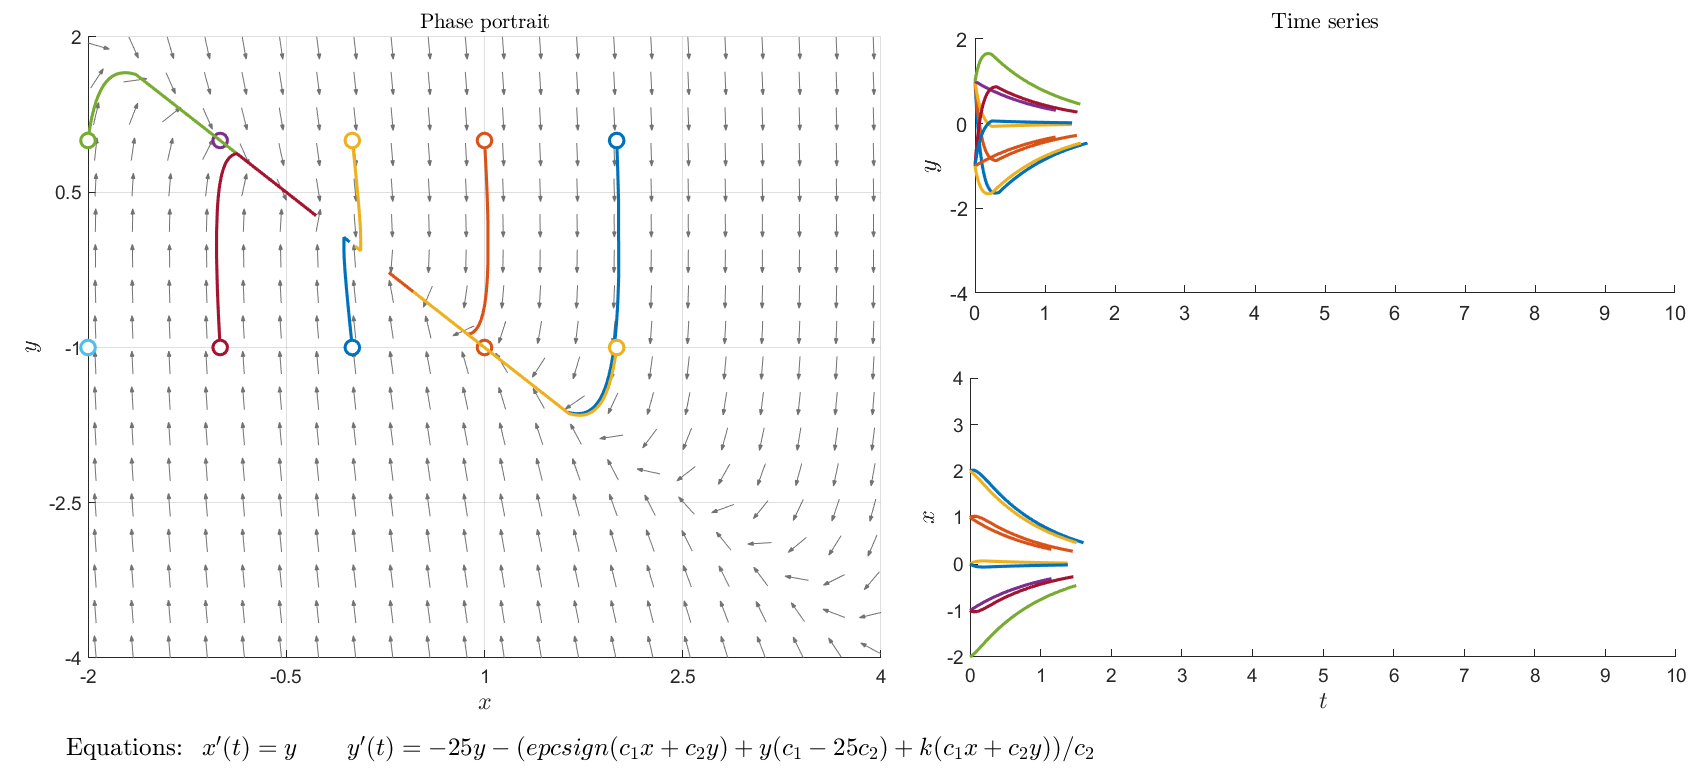 Phase portrait
2
0.5
-1
-2.5
-4
y
-2
-0.5
1
2.5
4
x
Time series
2
0
-2
-4
y
0 1 2 3 4 5 6 7 8 9 10
4
3
2
1
0
-1
-2
x
0 1 2 3 4 5 6 7 8 9 10
t
Equations: x′(t) = y y′(t) = −25y − (epcsign(c₁x + c₂y) + y(c₁ − 25c₂) + k(c₁x + c₂y))/c₂